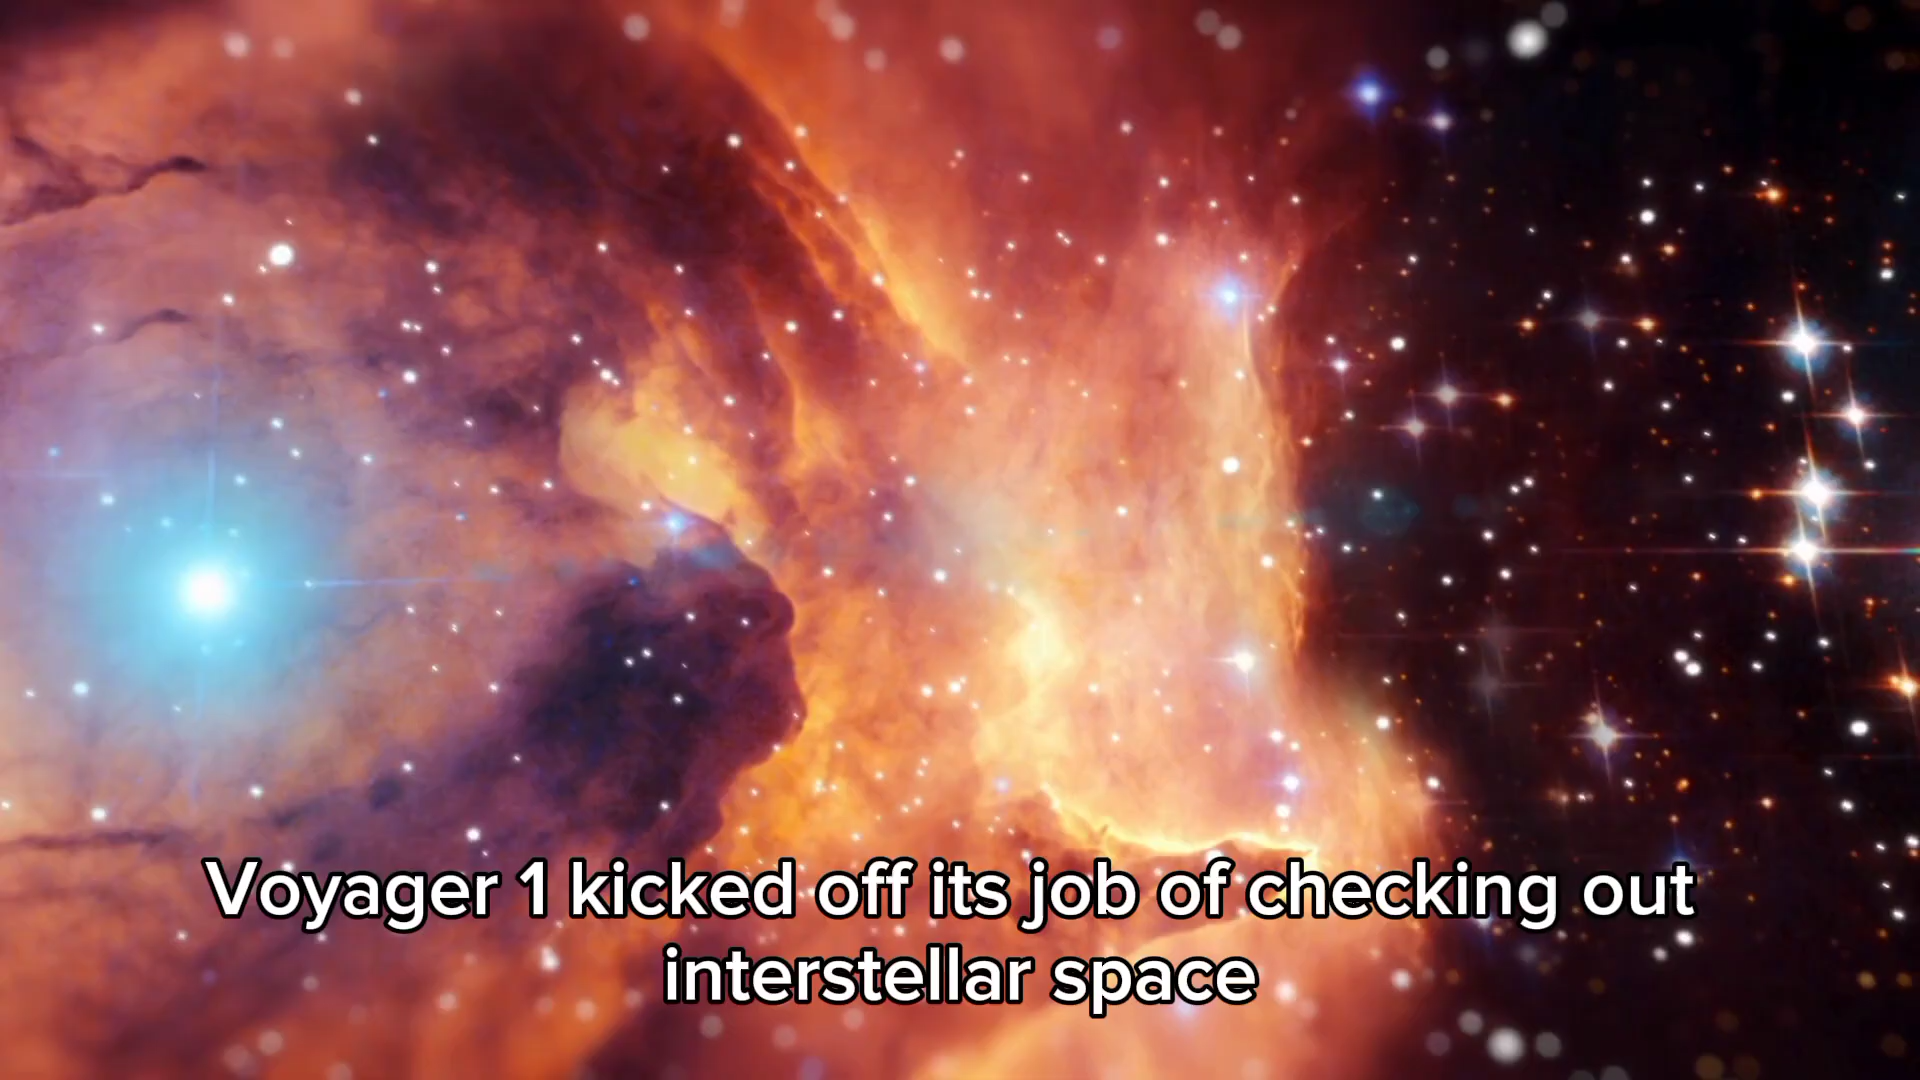 Voyager 1 kicked off its job of checking out
interstellar space